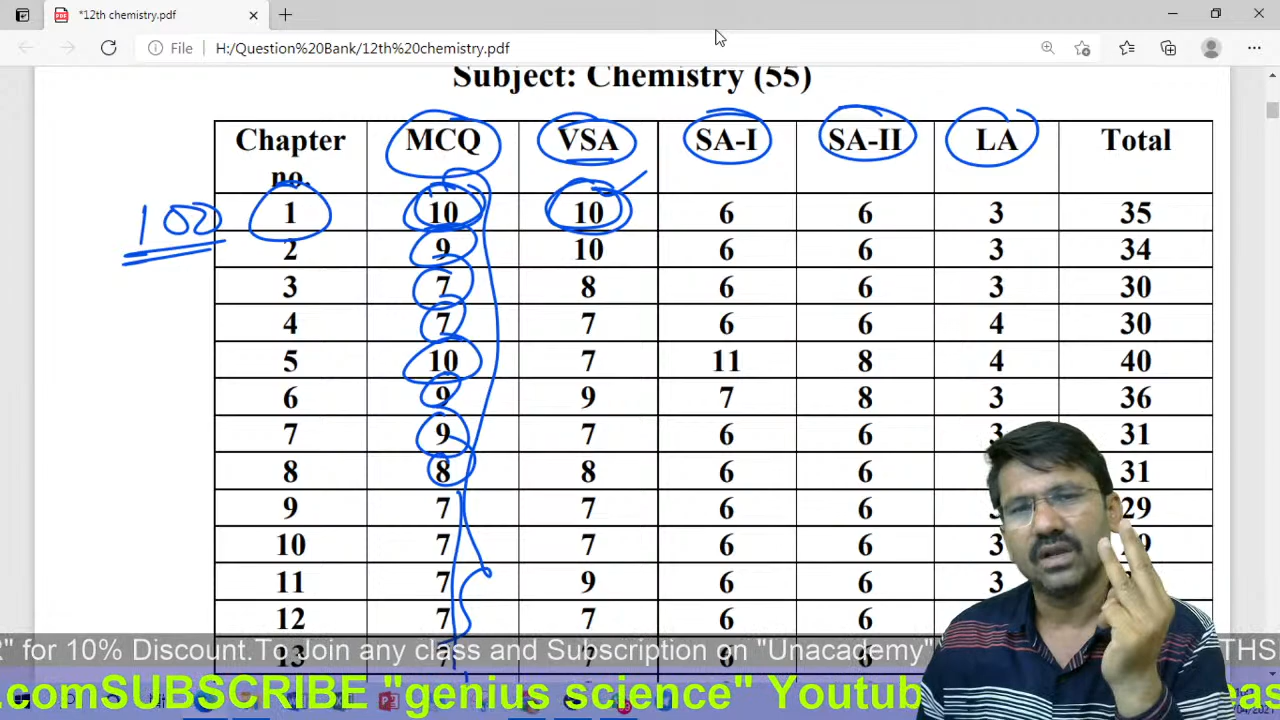 *12th chemistry.pdf
File H:/Question%20Bank/12th%20chemistry.pdf
Subject: Chemistry (55)
Chapter no. MCQ VSA SA-I SA-II LA Total
100
1 10 10 6 6 3 35
2 9 10 6 6 3 34
3 7 8 6 6 3 30
4 7 7 6 6 4 30
5 10 7 11 8 4 40
6 9 9 7 8 3 36
7 9 7 6 6 3 31
8 8 8 6 6 31
9 7 7 6 6 29
10 7 7 6 6 3
11 7 9 6 6 3
12 7 7 6 6
13 7
" for 10% Discount.To Join any class and Subscription on "Unacademy"
.comSUBSCRIBE "genius science" Youtub